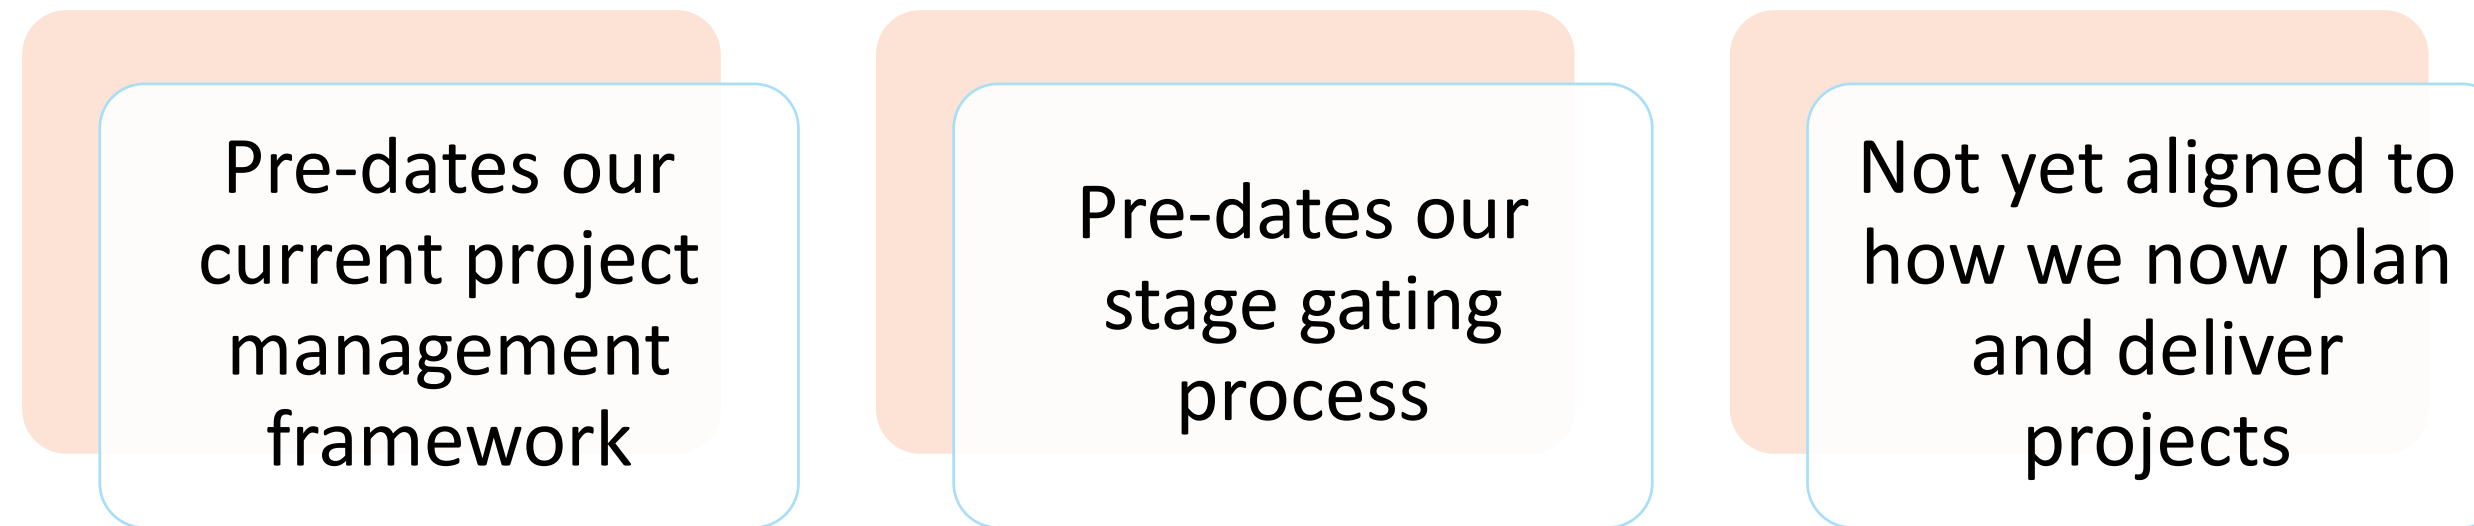 Pre-dates our
current project
management
framework
Pre-dates our
stage gating
process
Not yet aligned to
how we now plan
and deliver
projects